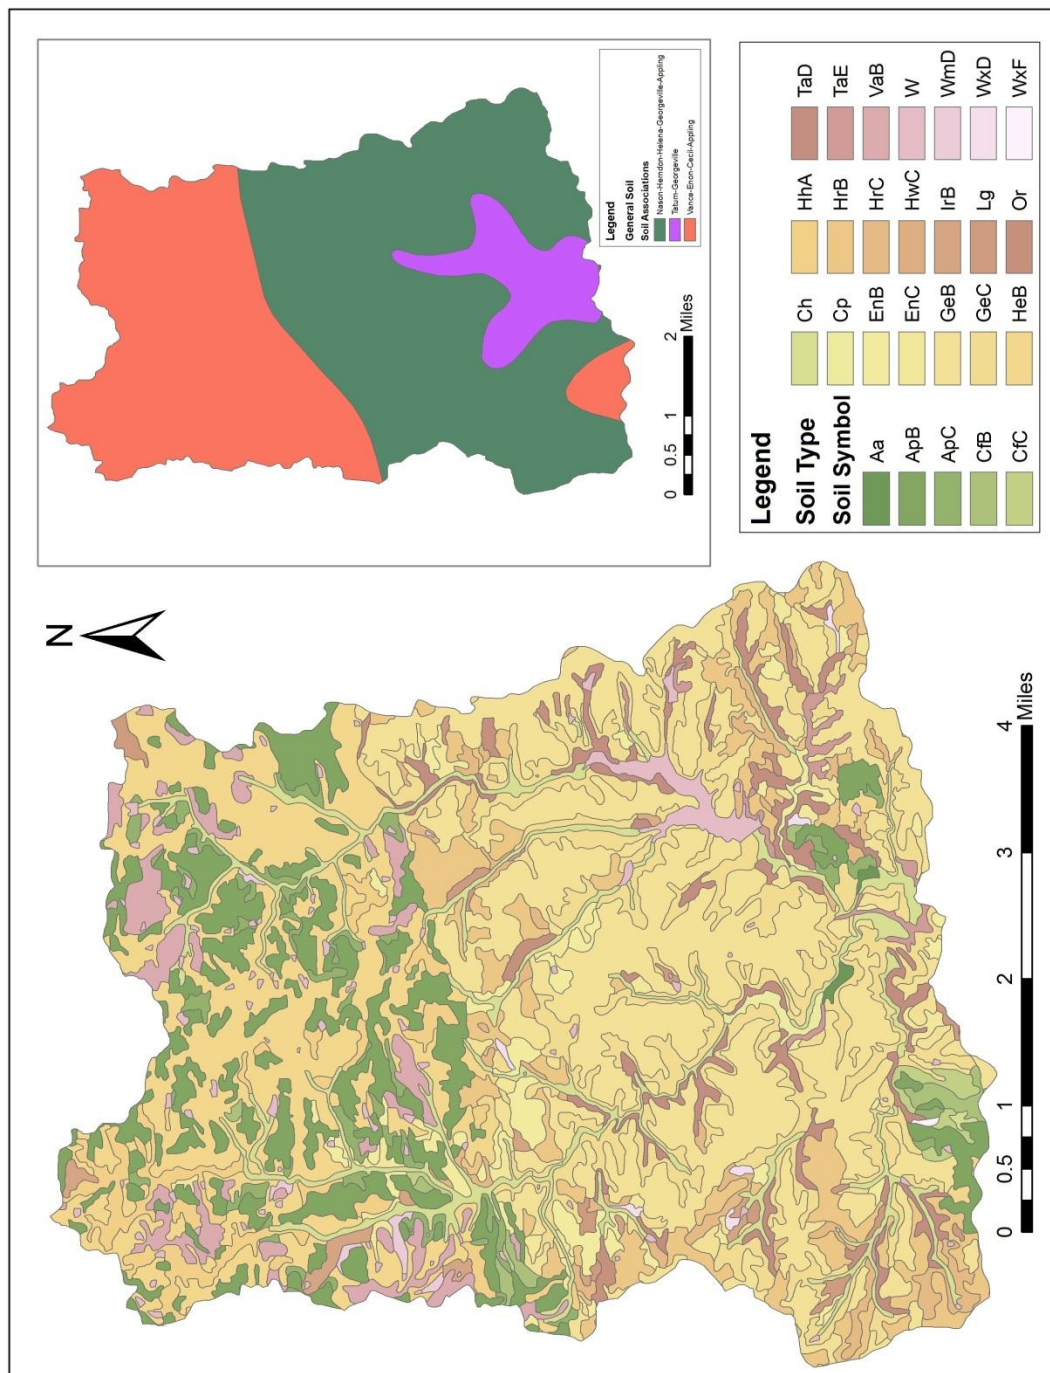 N
Legend
General Soil
Soil Associations
Nason-Herndon-Helena-Georgeville-Appling
Tatum-Georgeville
Vance-Enon-Cecil-Appling
0 0.5 1 2
Miles
Legend
Soil Type
Soil Symbol
Aa
ApB
ApC
CfB
CfC
Ch
Cp
EnB
EnC
GeB
GeC
HeB
HhA
HrB
HrC
HwC
IrB
Lg
Or
TaD
TaE
VaB
W
WmD
WxD
WxF
0 0.5 1 2 3 4
Miles